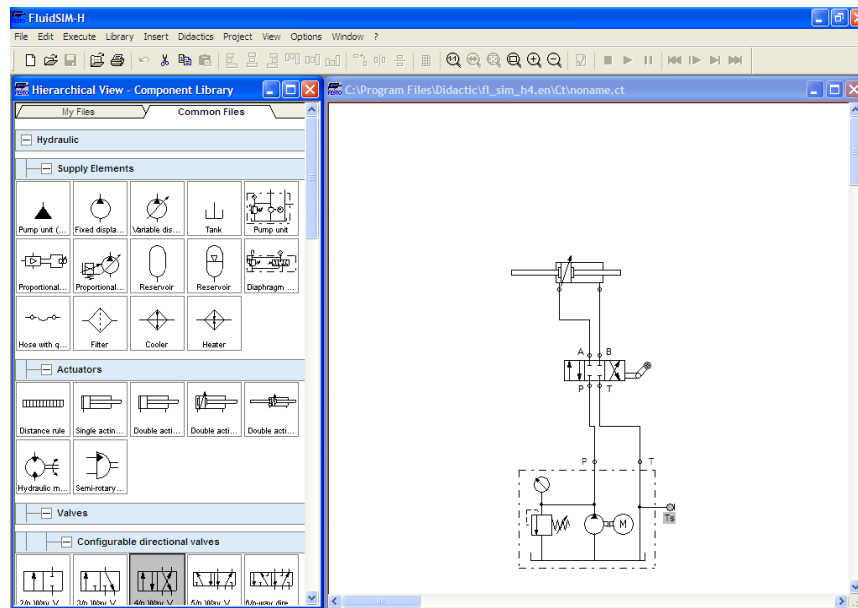 FluidSIM-H
File Edit Execute Library Insert Didactics Project View Options Window ?
Hierarchical View - Component Library
My Files
Common Files
Hydraulic
Supply Elements
Pump unit (...
Fixed displa...
Variable dis...
Tank
Pump unit
Proportional...
Proportional...
Reservoir
Reservoir
Diaphragm ...
Hose with q...
Filter
Cooler
Heater
Actuators
Distance rule
Single actin...
Double acti...
Double acti...
Double acti...
Hydraulic m...
Semi-rotary...
Valves
Configurable directional valves
C:\Program Files\Didactic\fl_sim_h4.en\Ct\noname.ct
A B
P T
P T
M
Ts